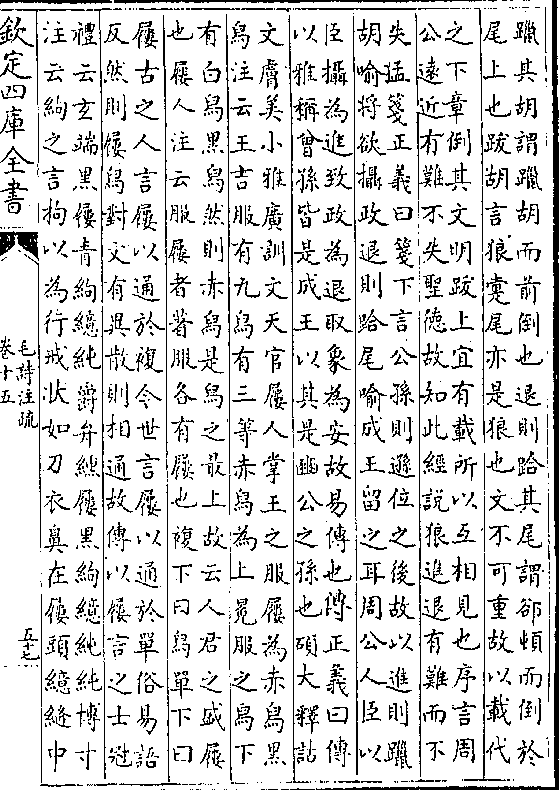 躐其胡謂躐胡而前倒也退則跲其尾謂郤頓而倒於
尾上也跋胡言狼疐尾亦是狼也文不可重故以載代
之下章倒其文明跋上宜有載所以互相見也序言周
公遠近有難不失聖德故知此經說狼進退有難而不
失猛箋正義曰箋下言公孫則遜位之後故以進則躐
胡喻將欲攝政退則跲尾喻成王留之耳周公人臣以
臣攝為進致政為退取象為安故易傳也傳正義曰傳
以雅稱曾孫皆是成王以其是豳公之孫也碩大釋詁
文膚美小雅廣訓文天官屨人掌王之服屨為赤舄黑
舄注云王吉服有九舄有三等赤舄為上冕服之舄下
有白舄黑舄然則赤舄是舄之最上故云人君之盛屨
也屨人注云服屨者著服各有屨也複下曰舄單下曰
屨古之人言屨以通於複今世言屨以通於單俗易語
反然則屨舄對文有異散則相通故傳以屨言之士冠
禮云玄端黑屨青絇繶純爵弁纁屨黑絇繶純純博寸
注云絇之言拘以為行戒狀如刀衣鼻在屨頭繶縫中
欽定四庫全書
毛詩注疏
卷十五
五十七